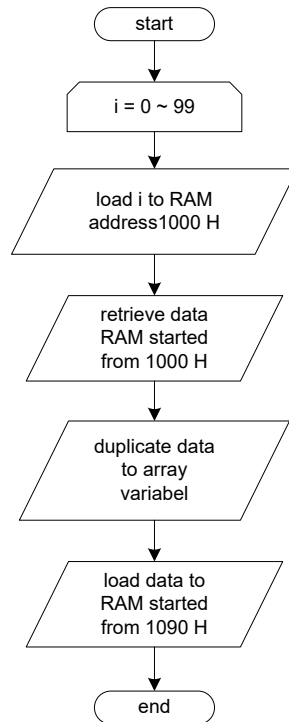 start
i = 0 ~ 99
load i to RAM
address1000 H
retrieve data
RAM started
from 1000 H
duplicate data
to array
variabel
load data to
RAM started
from 1090 H
end